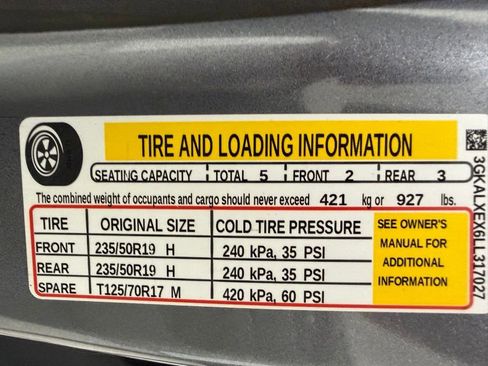 TIRE AND LOADING INFORMATION
SEATING CAPACITY TOTAL 5 FRONT 2 REAR 3
The combined weight of occupants and cargo should never exceed 421 kg or 927 lbs.
TIRE ORIGINAL SIZE COLD TIRE PRESSURE
FRONT 235/50R19 H 240 kPa, 35 PSI
REAR 235/50R19 H 240 kPa, 35 PSI
SPARE T125/70R17 M 420 kPa, 60 PSI
SEE OWNER'S
MANUAL FOR
ADDITIONAL
INFORMATION
3GKALXEX6LL317027